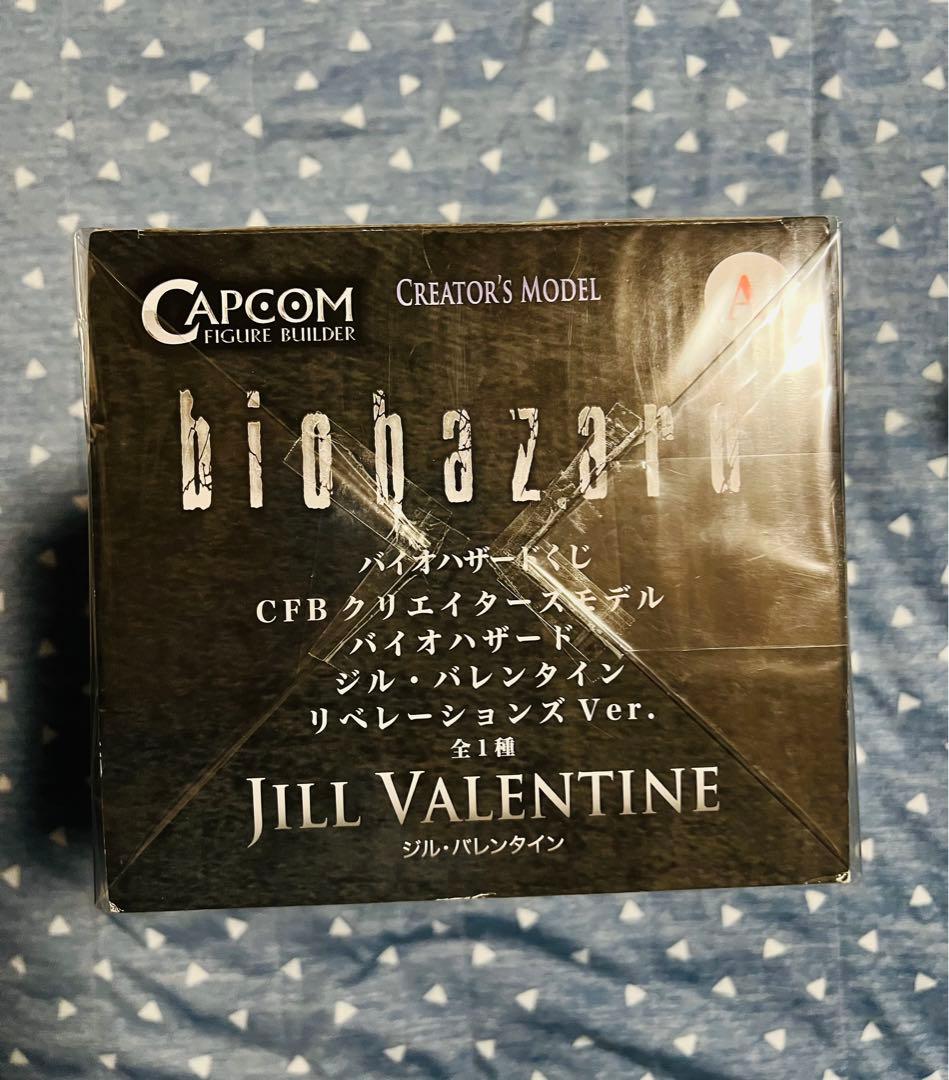 CAPCOM
FIGURE BUILDER
CREATOR'S MODEL
A
biohazard
バイオハザードくじ
CFB クリエイターズモデル
バイオハザード
ジル・バレンタイン
リベレーションズ Ver.
全1種
JILL VALENTINE
ジル・バレンタイン